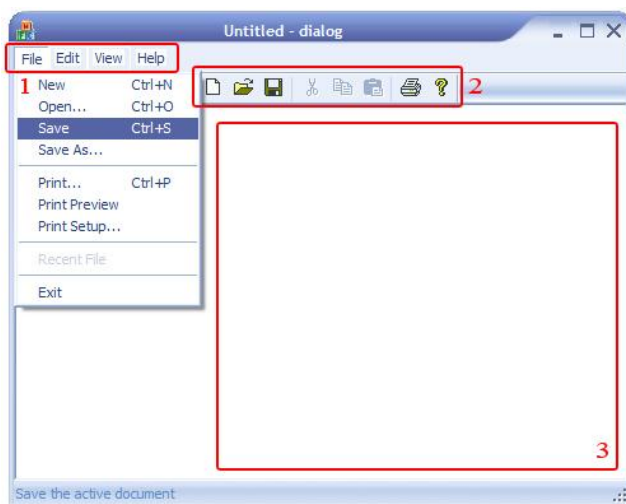 Untitled - dialog
File Edit View Help
1
New Ctrl+N
Open... Ctrl+O
Save Ctrl+S
Save As...
Print... Ctrl+P
Print Preview
Print Setup...
Recent File
Exit
2
3
Save the active document